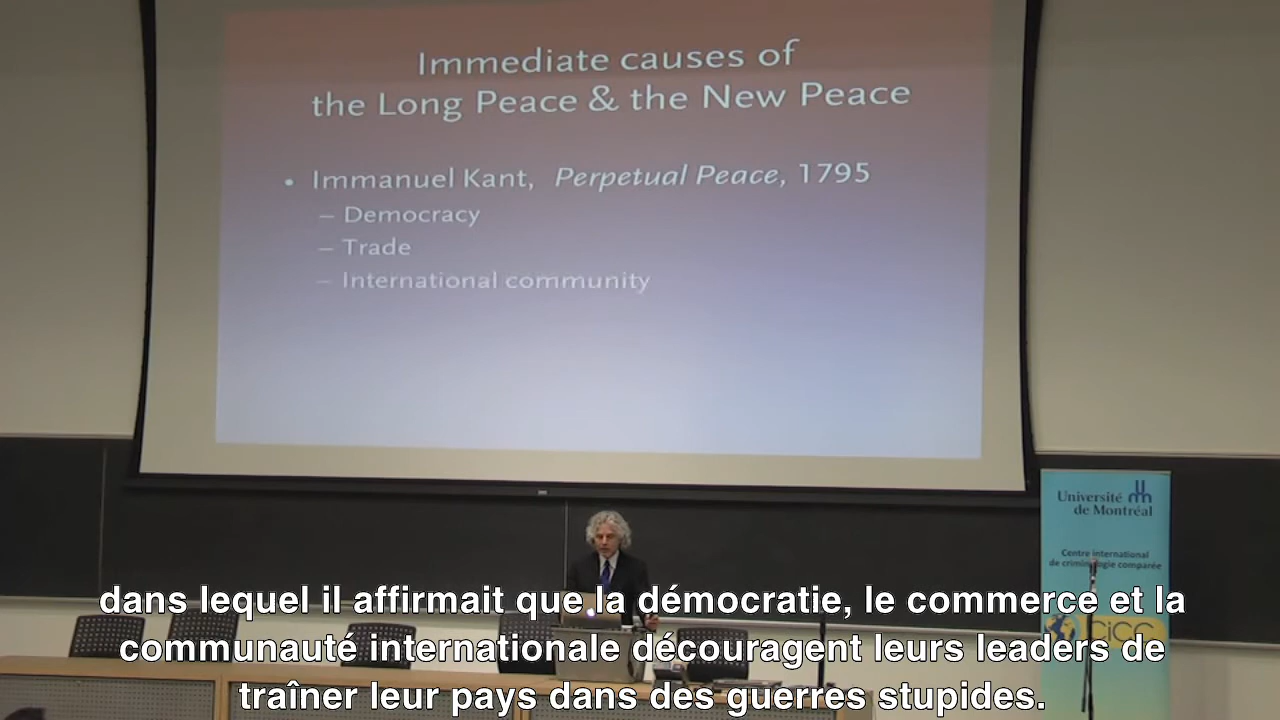 Immediate causes of
the Long Peace & the New Peace
• Immanuel Kant, Perpetual Peace, 1795
– Democracy
– Trade
– International community
Université
de Montréal
Centre international
de criminologie comparée
CiCC
dans lequel il affirmait que la démocratie, le commerce et la
communauté internationale découragent leurs leaders de
traîner leur pays dans des guerres stupides.